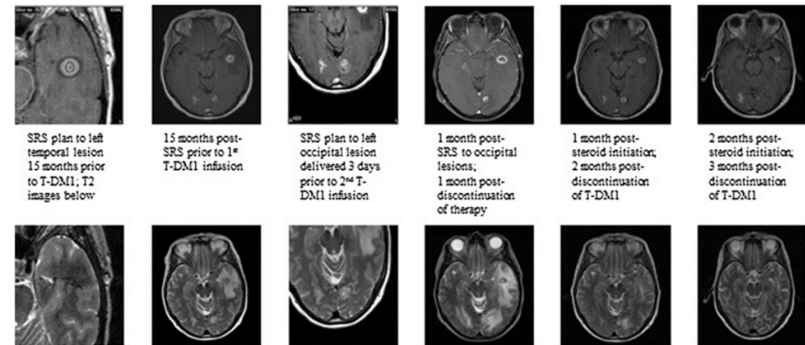 SRS plan to left
temporal lesion
15 months prior
to T-DM1; T2
images below
15 months post-
SRS prior to 1st
T-DM1 infusion
SRS plan to left
occipital lesion
delivered 3 days
prior to 2nd T-
DM1 infusion
1 month post-
SRS to occipital
lesions;
1 month post-
discontinuation
of therapy
1 month post-
steroid initiation;
2 months post-
discontinuation
of T-DM1
2 months post-
steroid initiation;
3 months post-
discontinuation
of T-DM1